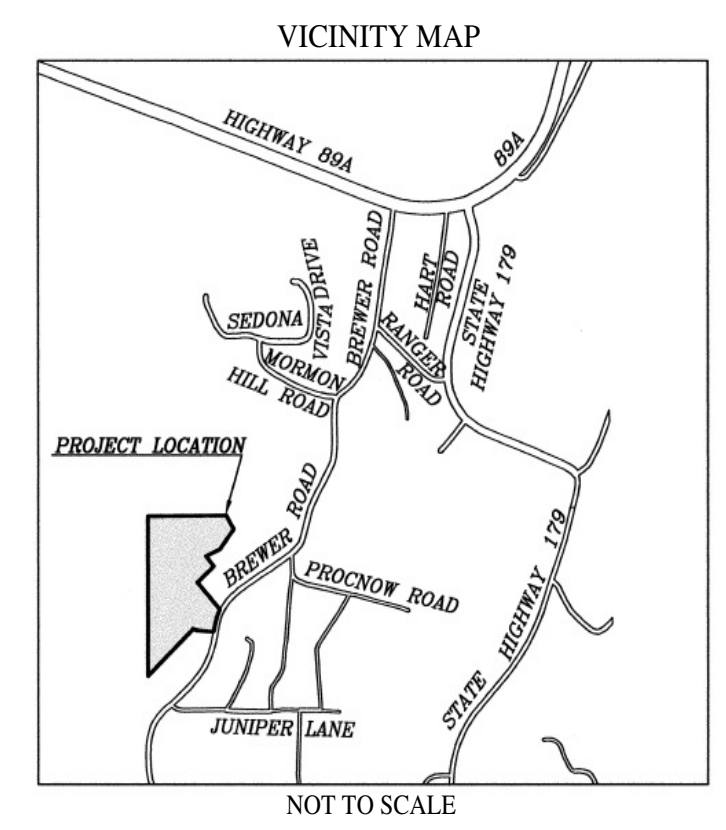 VICINITY MAP
HIGHWAY 89A
89A
SEDONA
VISTA DRIVE
BREWER ROAD
HART
ROAD
STATE
HIGHWAY 179
RANGER
ROAD
MORMON
HILL ROAD
PROJECT LOCATION
BREWER ROAD
PROCNOW ROAD
STATE HIGHWAY 179
JUNIPER LANE
NOT TO SCALE